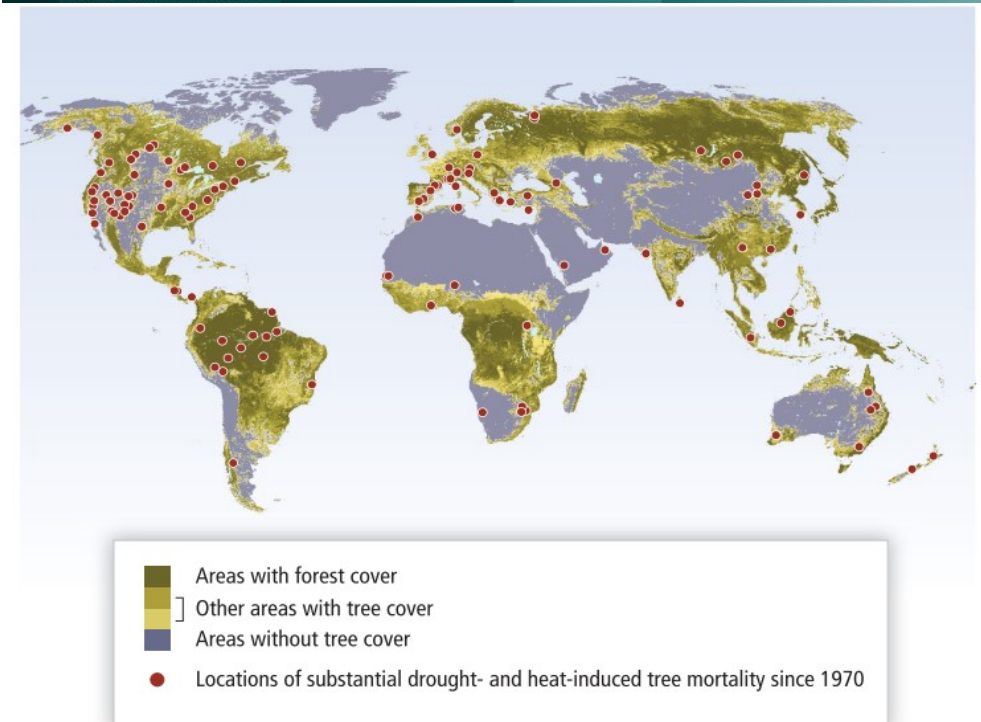 Areas with forest cover
Other areas with tree cover
Areas without tree cover
Locations of substantial drought- and heat-induced tree mortality since 1970